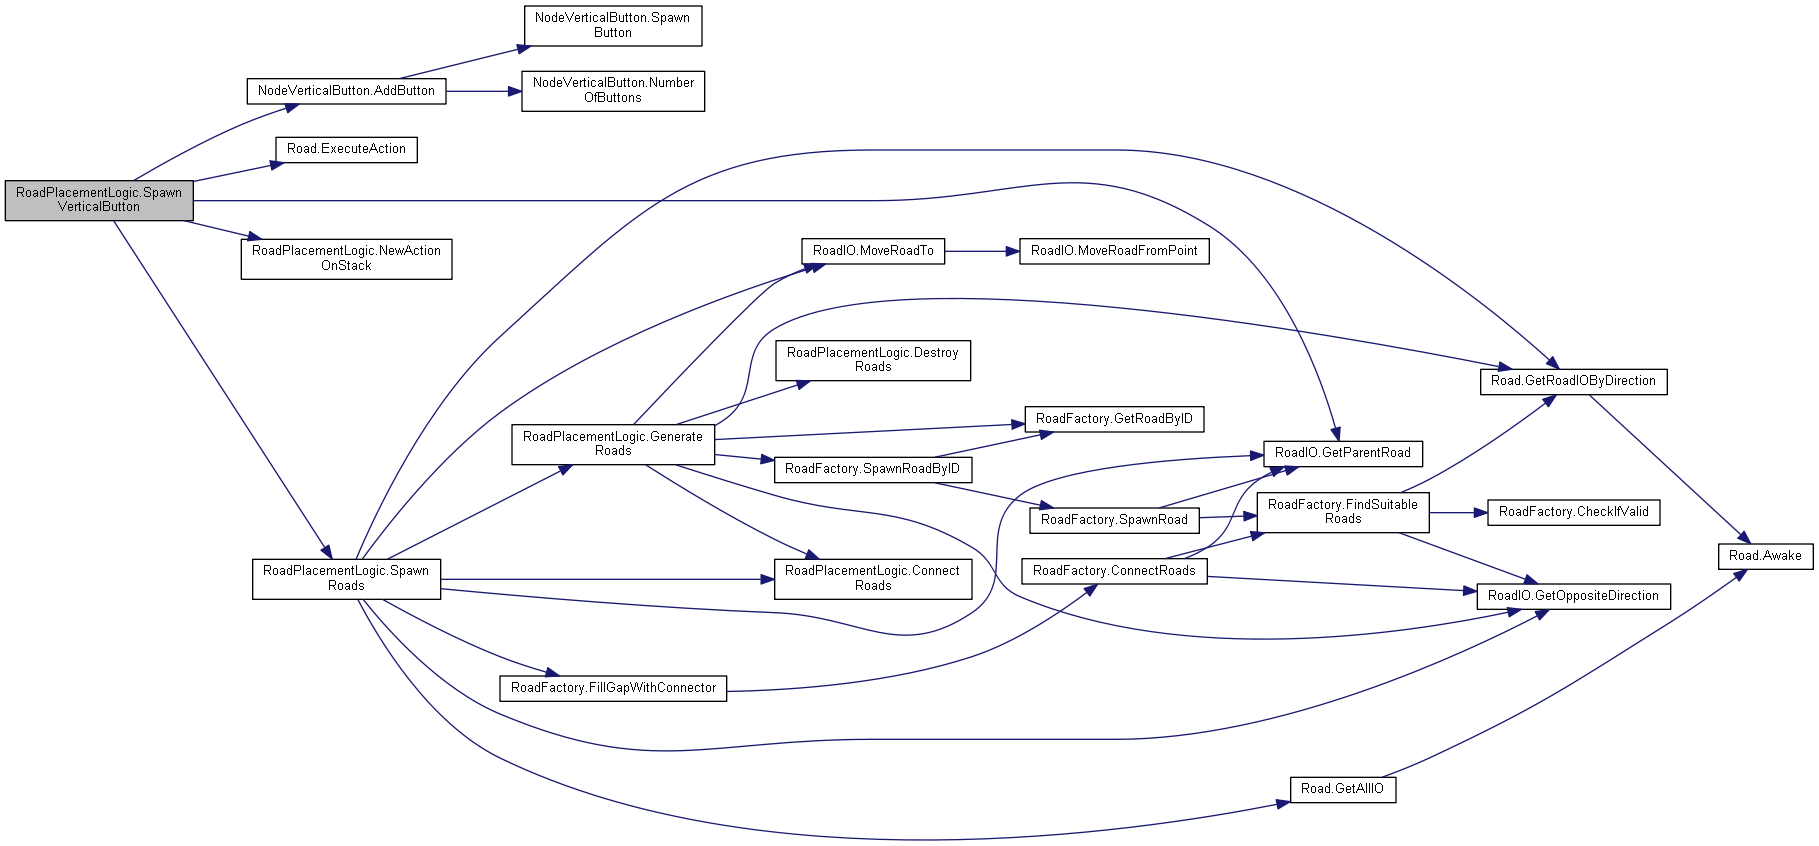 NodeVerticalButton.Spawn
Button
NodeVerticalButton.AddButton
NodeVerticalButton.Number
OfButtons
Road.ExecuteAction
RoadPlacementLogic.Spawn
VerticalButton
RoadPlacementLogic.NewAction
OnStack
RoadIO.MoveRoadTo
RoadIO.MoveRoadFromPoint
RoadPlacementLogic.Destroy
Roads
Road.GetRoadIOByDirection
RoadFactory.GetRoadByID
RoadPlacementLogic.Generate
Roads
RoadIO.GetParentRoad
RoadFactory.SpawnRoadByID
RoadFactory.SpawnRoad
RoadFactory.FindSuitable
Roads
RoadFactory.CheckIfValid
Road.Awake
RoadPlacementLogic.Spawn
Roads
RoadPlacementLogic.Connect
Roads
RoadFactory.ConnectRoads
RoadIO.GetOppositeDirection
RoadFactory.FillGapWithConnector
Road.GetAllIO